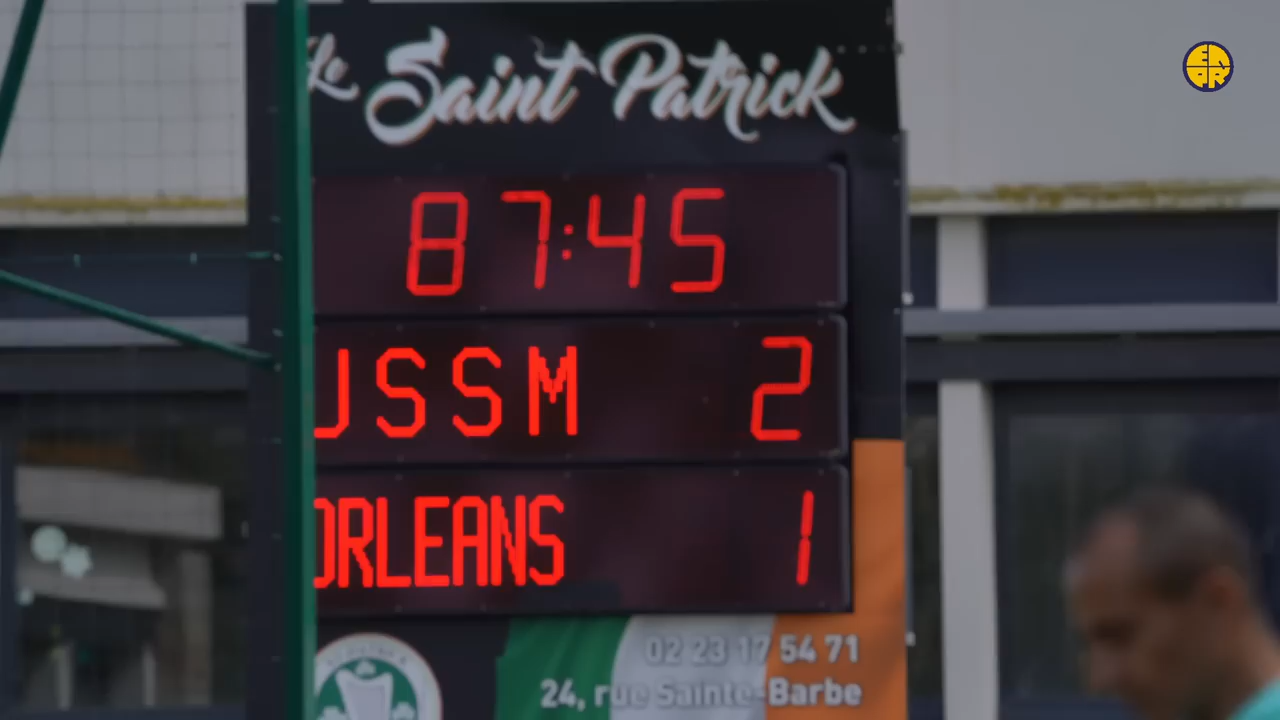 Le Saint Patrick
87:45
USSM 2
ORLEANS 1
02 23 17 54 71
24, rue Sainte-Barbe